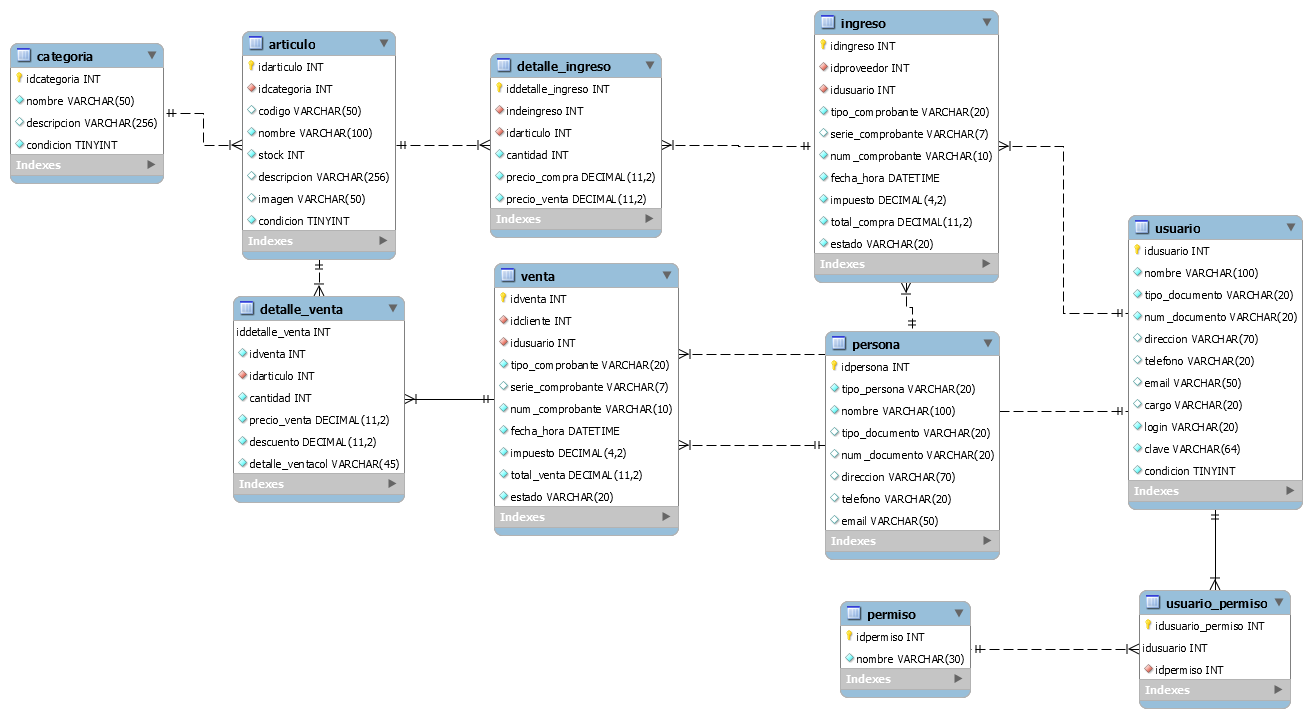 categoria
idcategoria INT
nombre VARCHAR(50)
descripcion VARCHAR(256)
condicion TINYINT
Indexes
articulo
idarticulo INT
idcategoria INT
codigo VARCHAR(50)
nombre VARCHAR(100)
stock INT
descripcion VARCHAR(256)
imagen VARCHAR(50)
condicion TINYINT
Indexes
detalle_ingreso
iddetalle_ingreso INT
indeingreso INT
idarticulo INT
cantidad INT
precio_compra DECIMAL(11,2)
precio_venta DECIMAL(11,2)
Indexes
ingreso
idingreso INT
idproveedor INT
idusuario INT
tipo_comprobante VARCHAR(20)
serie_comprobante VARCHAR(7)
num_comprobante VARCHAR(10)
fecha_hora DATETIME
impuesto DECIMAL(4,2)
total_compra DECIMAL(11,2)
estado VARCHAR(20)
Indexes
usuario
idusuario INT
nombre VARCHAR(100)
tipo_documento VARCHAR(20)
num_documento VARCHAR(20)
direccion VARCHAR(70)
telefono VARCHAR(20)
email VARCHAR(50)
cargo VARCHAR(20)
login VARCHAR(20)
clave VARCHAR(64)
condicion TINYINT
Indexes
detalle_venta
iddetalle_venta INT
idventa INT
idarticulo INT
cantidad INT
precio_venta DECIMAL(11,2)
descuento DECIMAL(11,2)
detalle_ventacol VARCHAR(45)
Indexes
venta
idventa INT
idcliente INT
idusuario INT
tipo_comprobante VARCHAR(20)
serie_comprobante VARCHAR(7)
num_comprobante VARCHAR(10)
fecha_hora DATETIME
impuesto DECIMAL(4,2)
total_venta DECIMAL(11,2)
estado VARCHAR(20)
Indexes
persona
idpersona INT
tipo_persona VARCHAR(20)
nombre VARCHAR(100)
tipo_documento VARCHAR(20)
num_documento VARCHAR(20)
direccion VARCHAR(70)
telefono VARCHAR(20)
email VARCHAR(50)
Indexes
permiso
idpermiso INT
nombre VARCHAR(30)
Indexes
usuario_permiso
idusuario_permiso INT
idusuario INT
idpermiso INT
Indexes